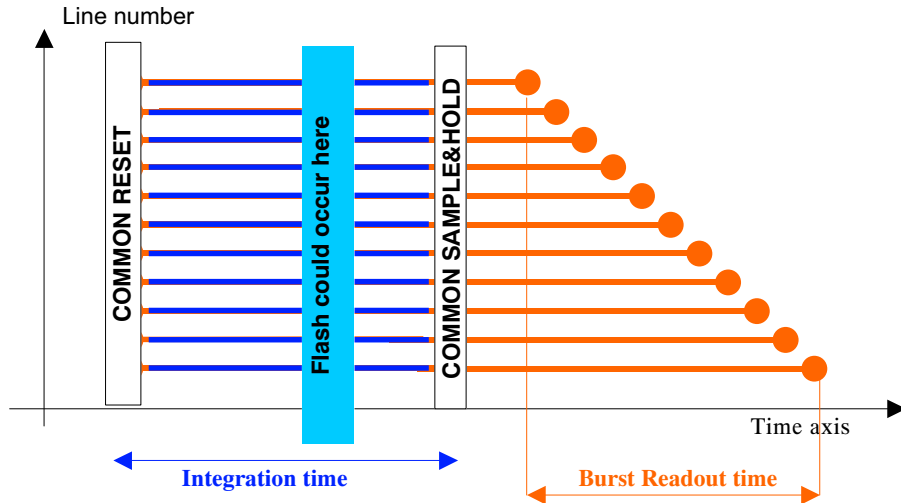 Line number
COMMON RESET
Flash could occur here
COMMON SAMPLE&HOLD
Time axis
Integration time
Burst Readout time